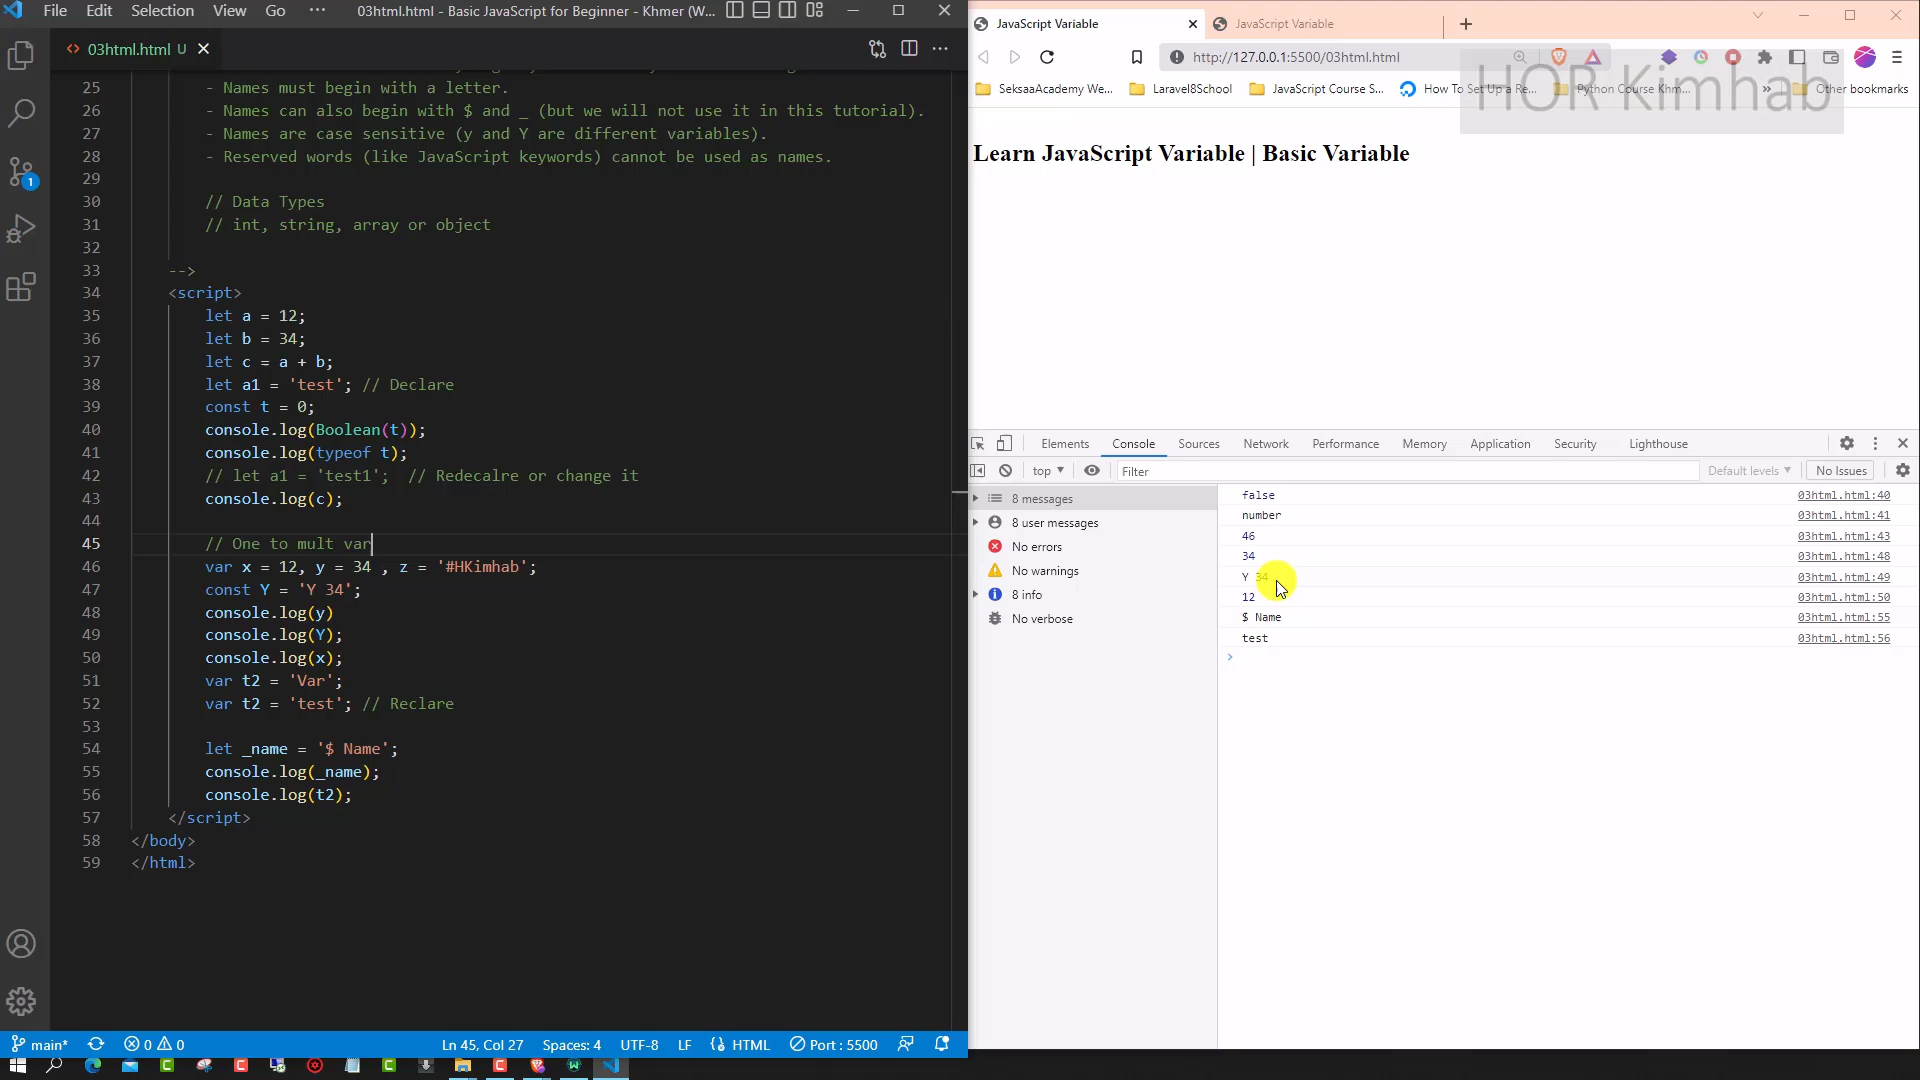 File Edit Selection View Go ··· 03html.html - Basic JavaScript for Beginner - Khmer (W...
<> 03html.html U
25 - Names must begin with a letter.
26 - Names can also begin with $ and _ (but we will not use it in this tutorial).
27 - Names are case sensitive (y and Y are different variables).
28 - Reserved words (like JavaScript keywords) cannot be used as names.
29
30 // Data Types
31 // int, string, array or object
32
33 -->
34 <script>
35 let a = 12;
36 let b = 34;
37 let c = a + b;
38 let a1 = 'test'; // Declare
39 const t = 0;
40 console.log(Boolean(t));
41 console.log(typeof t);
42 // let a1 = 'test1'; // Redecalre or change it
43 console.log(c);
44
45 // One to mult var
46 var x = 12, y = 34 , z = '#HKimhab';
47 const Y = 'Y 34';
48 console.log(y)
49 console.log(Y);
50 console.log(x);
51 var t2 = 'Var';
52 var t2 = 'test'; // Reclare
53
54 let _name = '$ Name';
55 console.log(_name);
56 console.log(t2);
57 </script>
58 </body>
59 </html>
1
main* 0 0 Ln 45, Col 27 Spaces: 4 UTF-8 LF HTML Port : 5500
JavaScript Variable
JavaScript Variable
http://127.0.0.1:5500/03html.html
HOR Kimhab
SeksaaAcademy We... Laravel8School JavaScript Course S... How To Set Up a Re... Python Course Khm... » Other bookmarks
Learn JavaScript Variable | Basic Variable
Elements Console Sources Network Performance Memory Application Security Lighthouse
top Filter Default levels No Issues
8 messages
8 user messages
No errors
No warnings
8 info
No verbose
false 03html.html:40
number 03html.html:41
46 03html.html:43
34 03html.html:48
Y 34 03html.html:49
12 03html.html:50
$ Name 03html.html:55
test 03html.html:56